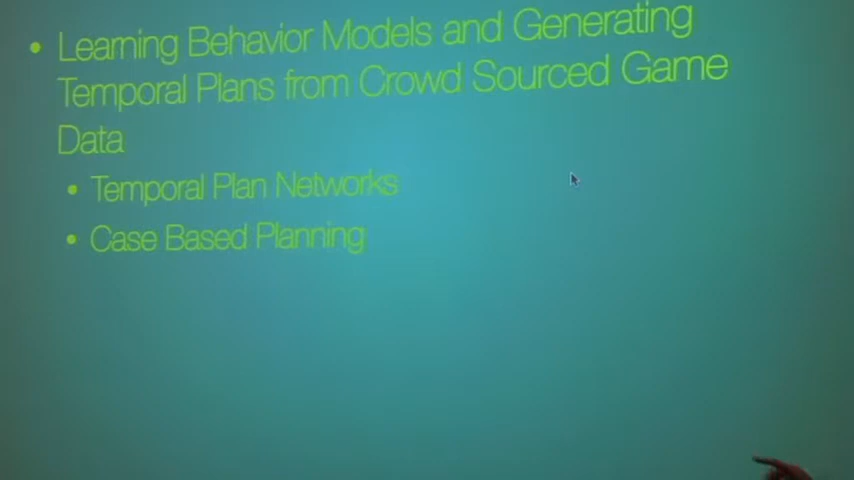 • Learning Behavior Models and Generating
Temporal Plans from Crowd Sourced Game
Data
• Temporal Plan Networks
• Case Based Planning